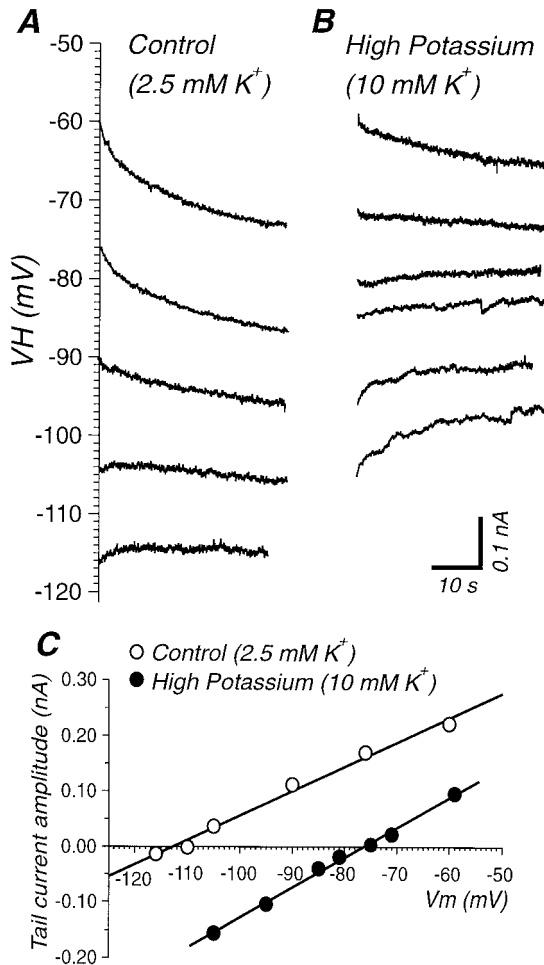 A
Control
(2.5 mM K+)
B
High Potassium
(10 mM K+)
VH (mV)
-50
-60
-70
-80
-90
-100
-110
-120
0.1 nA
10 s
C
Control (2.5 mM K+)
High Potassium (10 mM K+)
Tail current amplitude (nA)
0.30
0.20
0.10
0.00
-0.10
-0.20
-120
-110
-100
-90
-80
-70
-60
-50
Vm (mV)